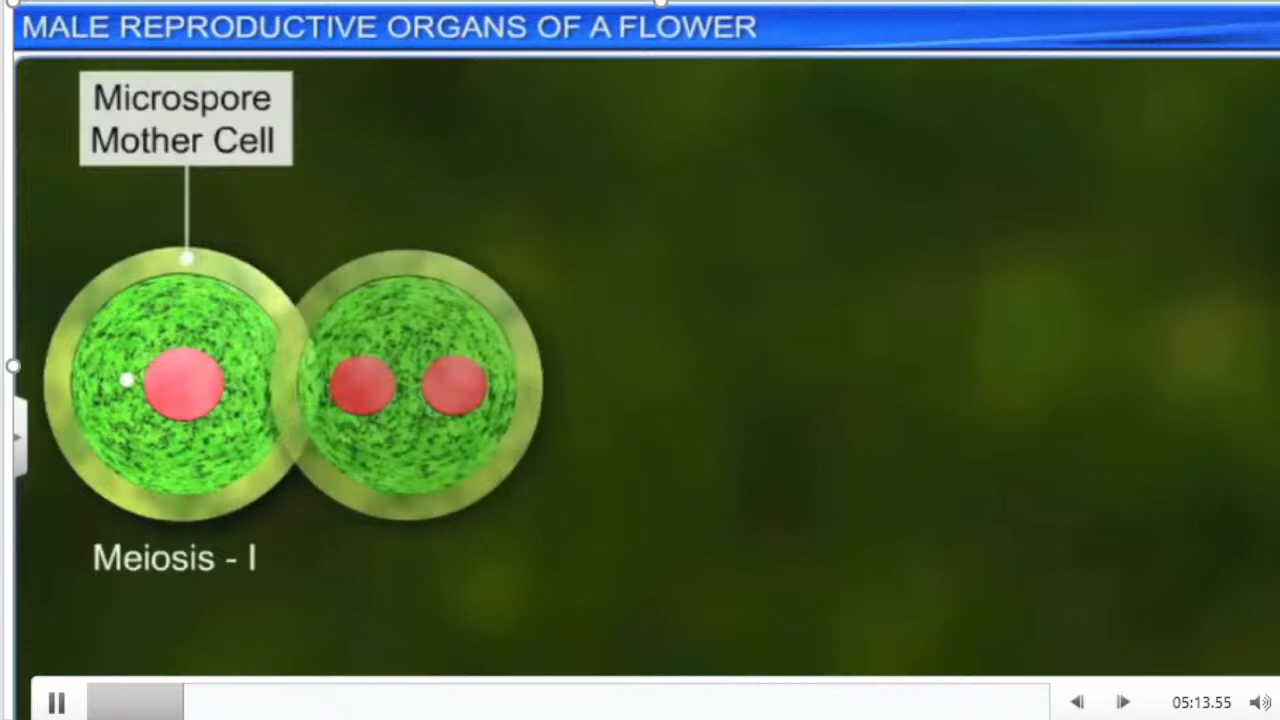 MALE REPRODUCTIVE ORGANS OF A FLOWER
Microspore
Mother Cell
Meiosis - I
05:13.55